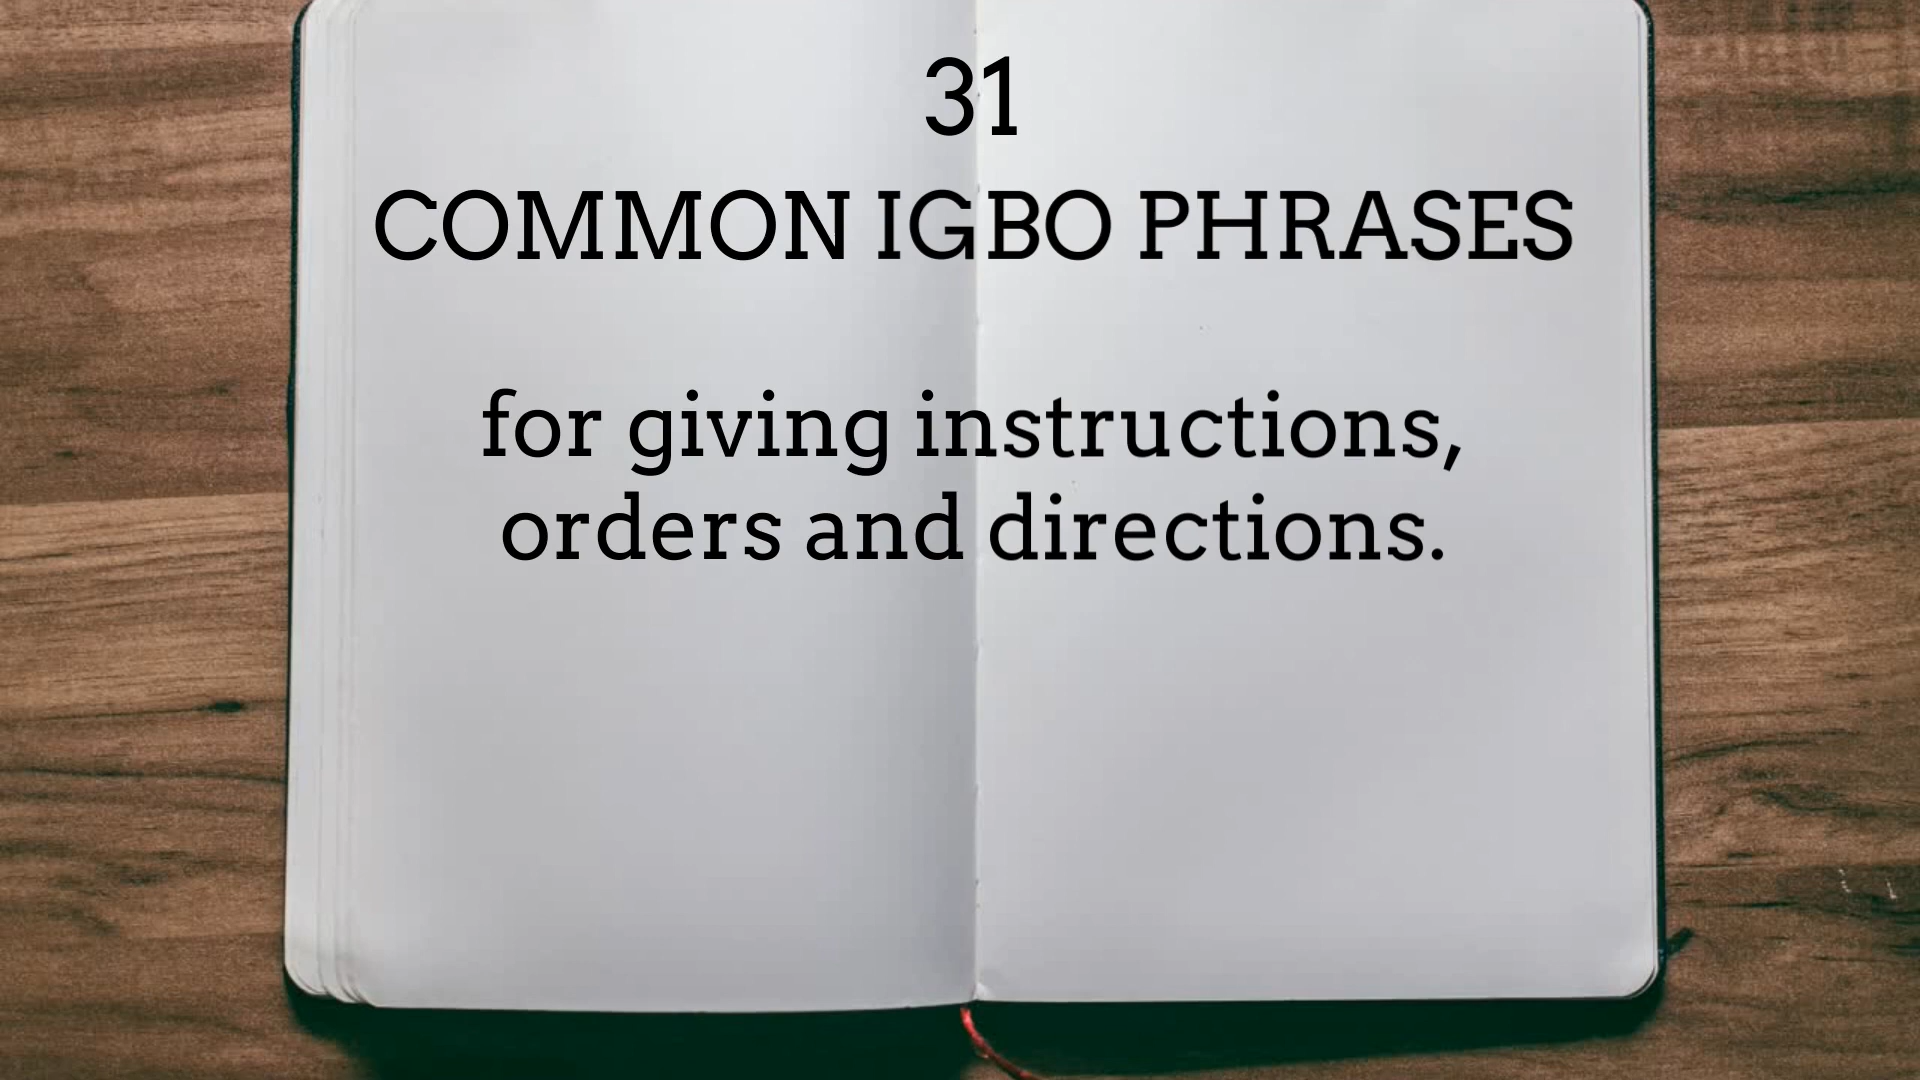 31
COMMON IGBO PHRASES
for giving instructions,
orders and directions.